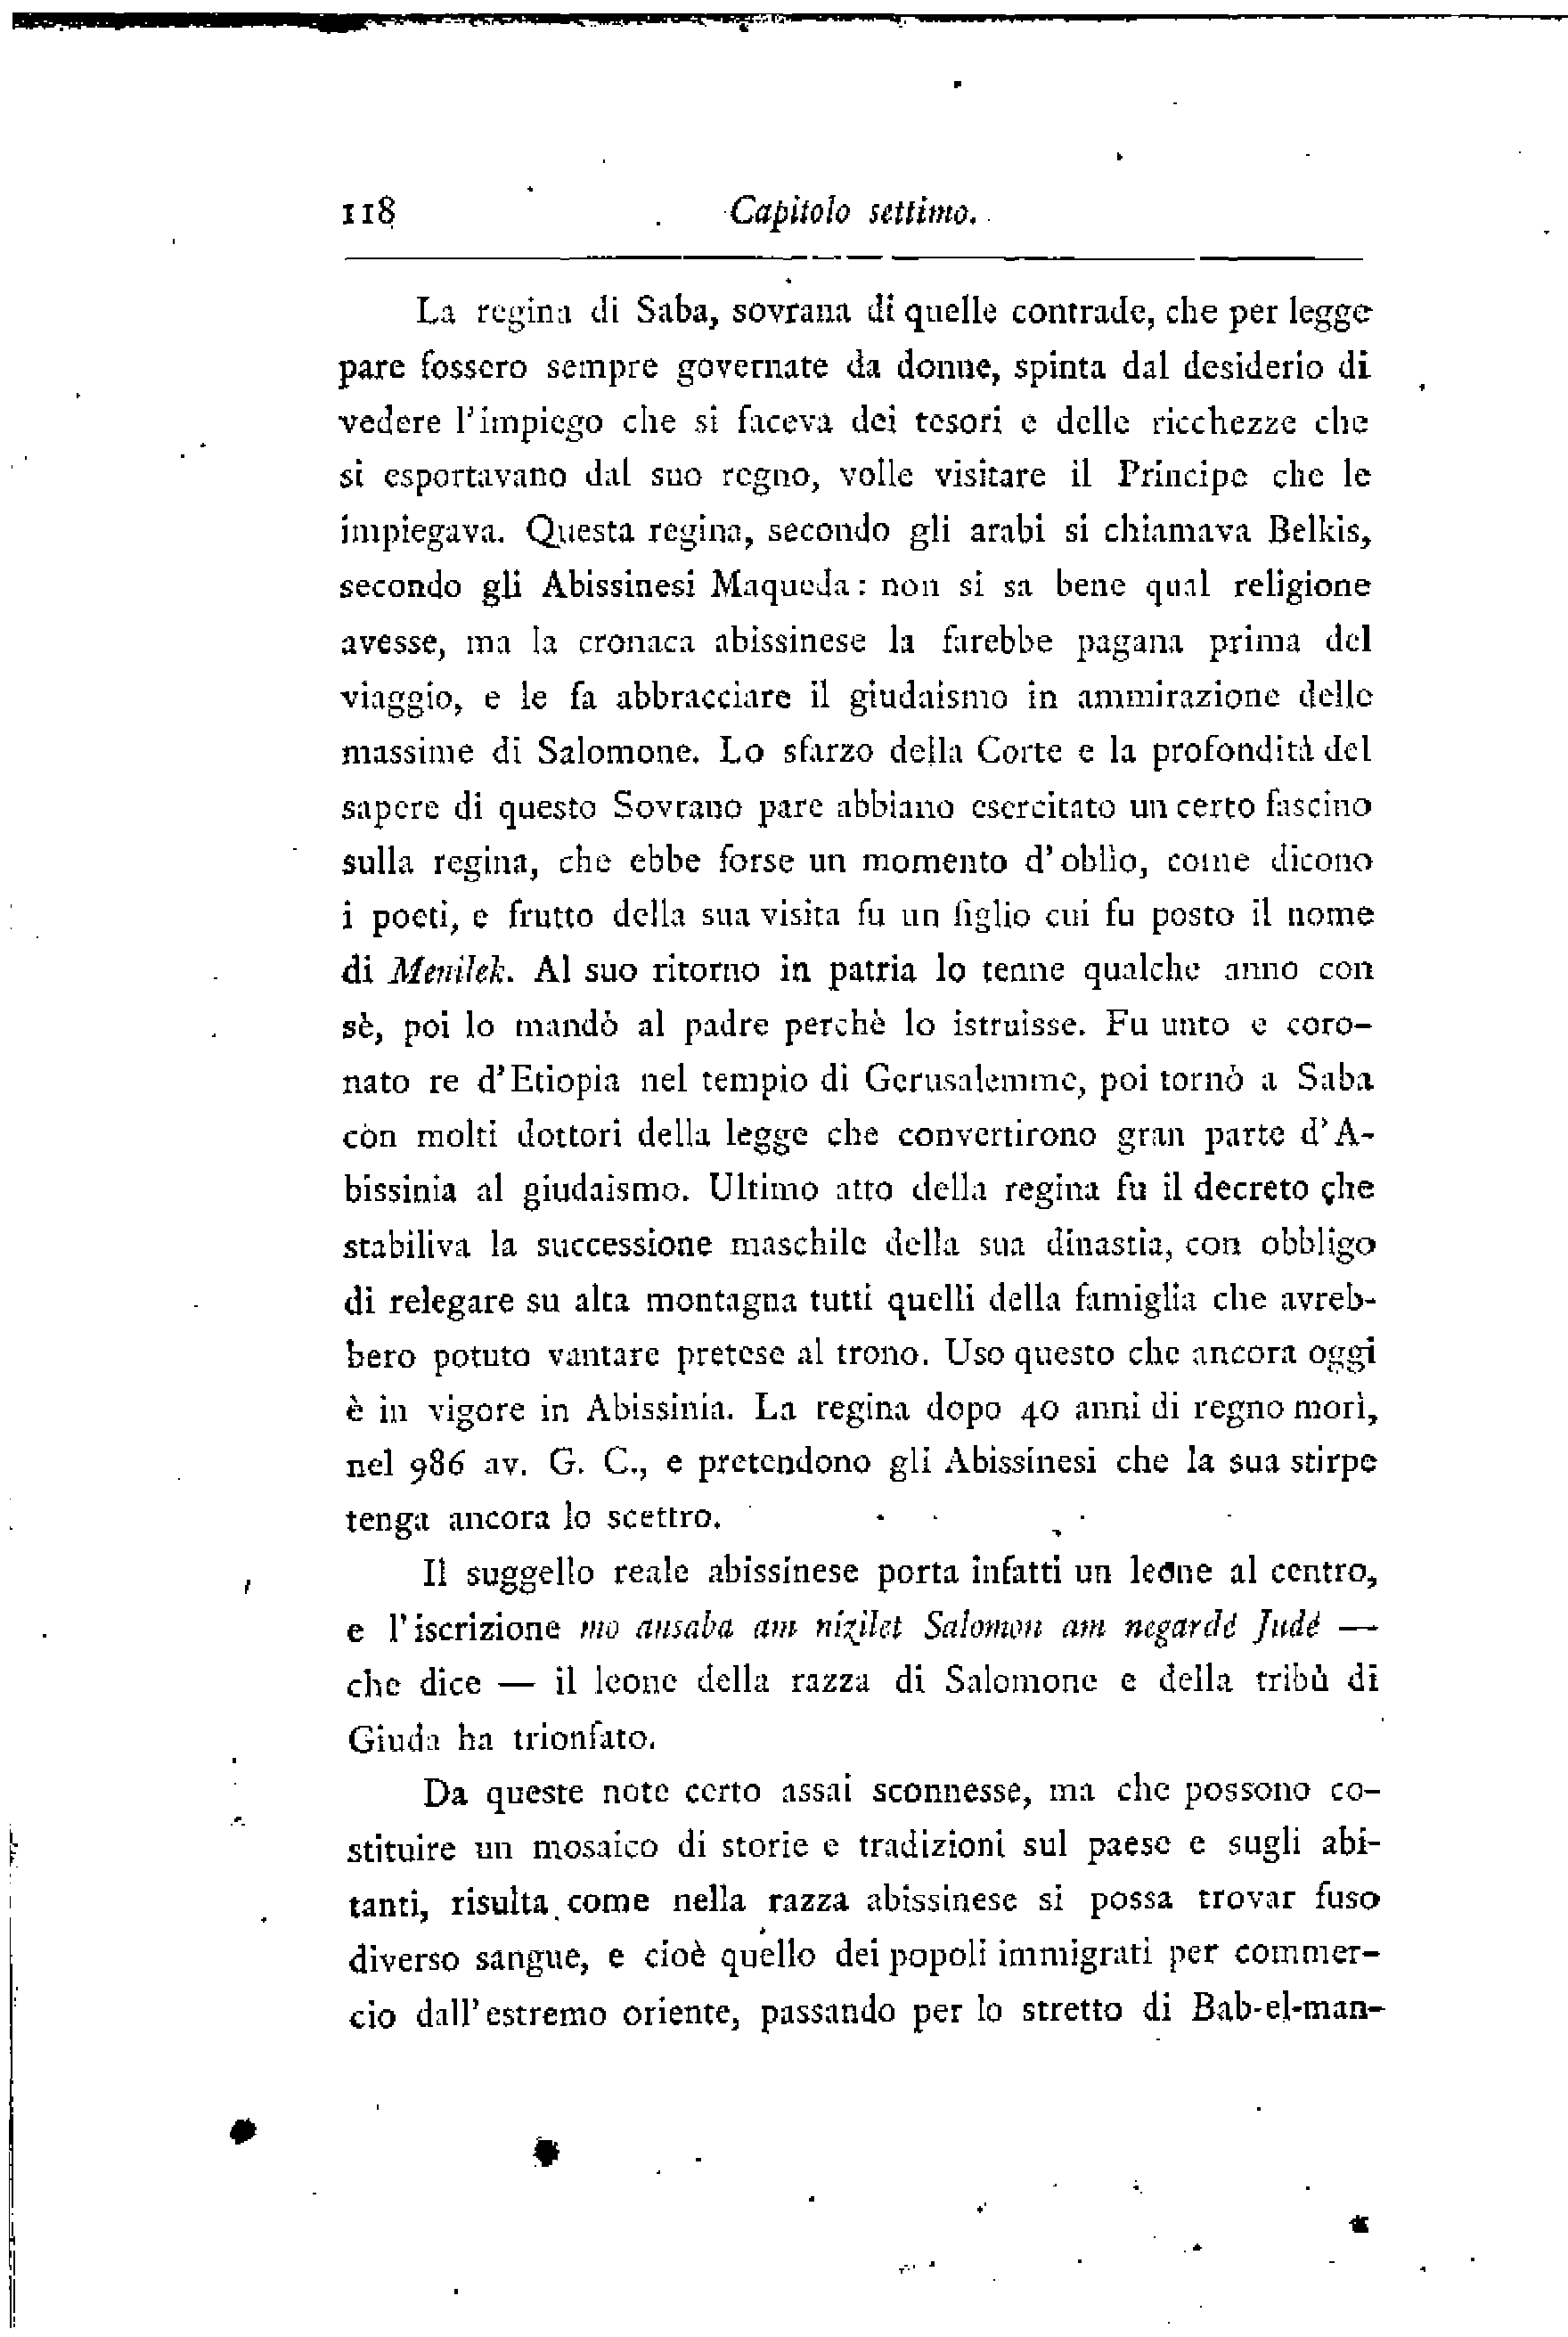 118
Capitolo settimo.
La regina di Saba, sovrana di quelle contrade, che per legge
pare fossero sempre governate da donne, spinta dal desiderio di
vedere l'impiego che si faceva dei tesori e delle ricchezze che
si esportavano dal suo regno, volle visitare il Principe che le
impiegava. Questa regina, secondo gli arabi si chiamava Belkis,
secondo gli Abissinesi Maqueda: non si sa bene qual religione
avesse, ma la cronaca abissinese la farebbe pagana prima del
viaggio, e le fa abbracciare il giudaismo in ammirazione delle
massime di Salomone. Lo sfarzo della Corte e la profondità del
sapere di questo Sovrano pare abbiano esercitato un certo fascino
sulla regina, che ebbe forse un momento d'oblìo, come dicono
i poeti, e frutto della sua visita fu un figlio cui fu posto il nome
di Menilek. Al suo ritorno in patria lo tenne qualche anno con
sè, poi lo mandò al padre perchè lo istruisse. Fu unto e coro-
nato re d'Etiopia nel tempio di Gerusalemme, poi tornò a Saba
còn molti dottori della legge che convertirono gran parte d'A-
bissinia al giudaismo. Ultimo atto della regina fu il decreto che
stabiliva la successione maschile della sua dinastia, con obbligo
di relegare su alta montagna tutti quelli della famiglia che avreb-
bero potuto vantare pretese al trono. Uso questo che ancora oggi
è in vigore in Abissinia. La regina dopo 40 anni di regno morì,
nel 986 av. G. C., e pretendono gli Abissinesi che la sua stirpe
tenga ancora lo scettro.
Il suggello reale abissinese porta infatti un leone al centro,
e l'iscrizione mo ansaba am nizilet Salomon am negardé Judé —
che dice — il leone della razza di Salomone e della tribù di
Giuda ha trionfato.
Da queste note certo assai sconnesse, ma che possono co-
stituire un mosaico di storie e tradizioni sul paese e sugli abi-
tanti, risulta come nella razza abissinese si possa trovar fuso
diverso sangue, e cioè quello dei popoli immigrati per commer-
cio dall'estremo oriente, passando per lo stretto di Bab-el-man-